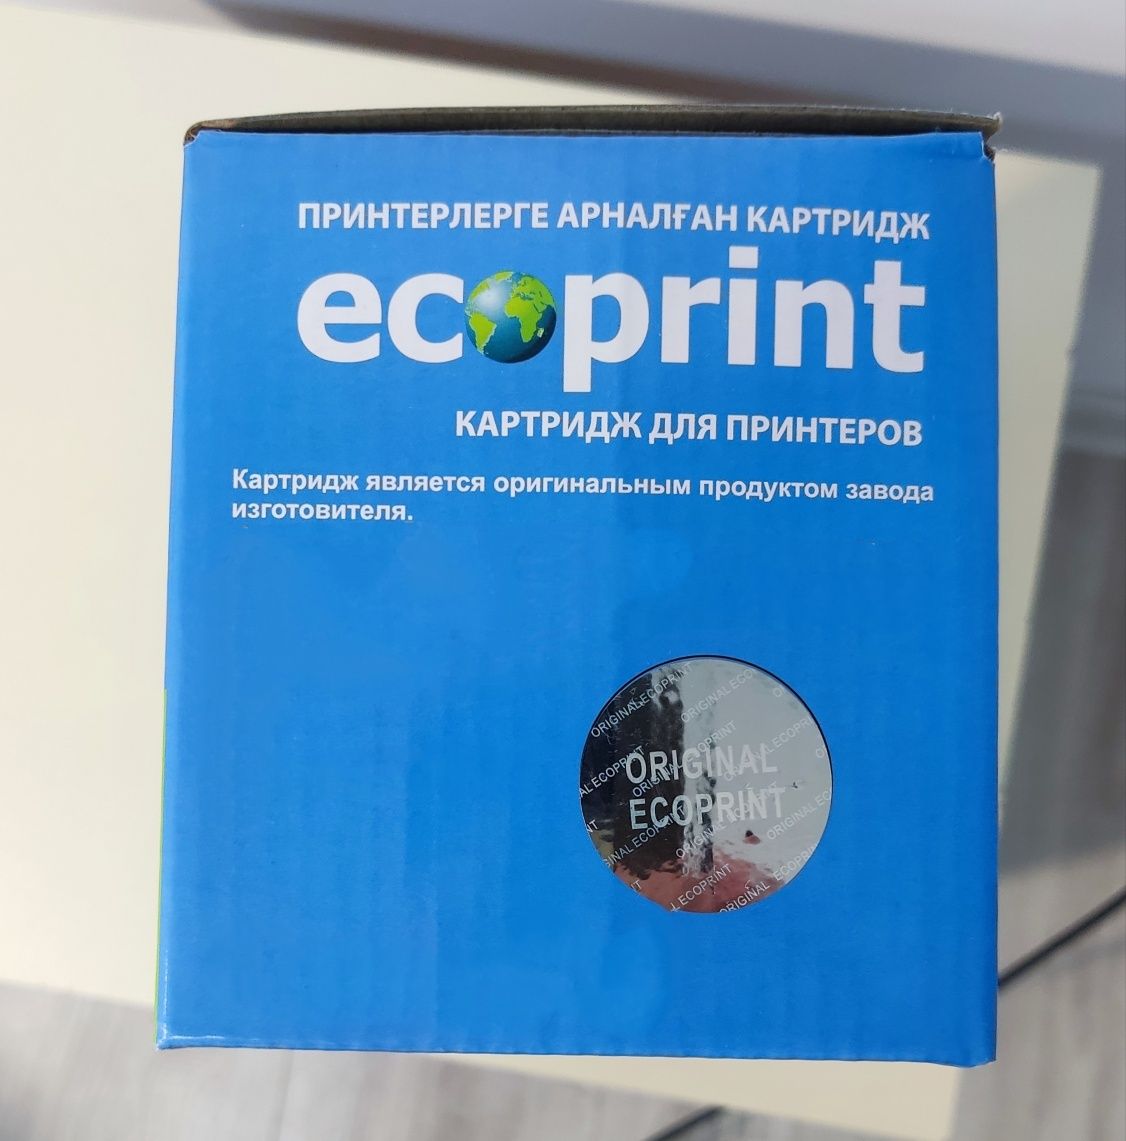 ПРИНТЕРЛЕРГЕ АРНАЛҒАН КАРТРИДЖ
ecoprint
КАРТРИДЖ ДЛЯ ПРИНТЕРОВ
Картридж является оригинальным продуктом завода
изготовителя.
ORIGINAL
ECOPRINT